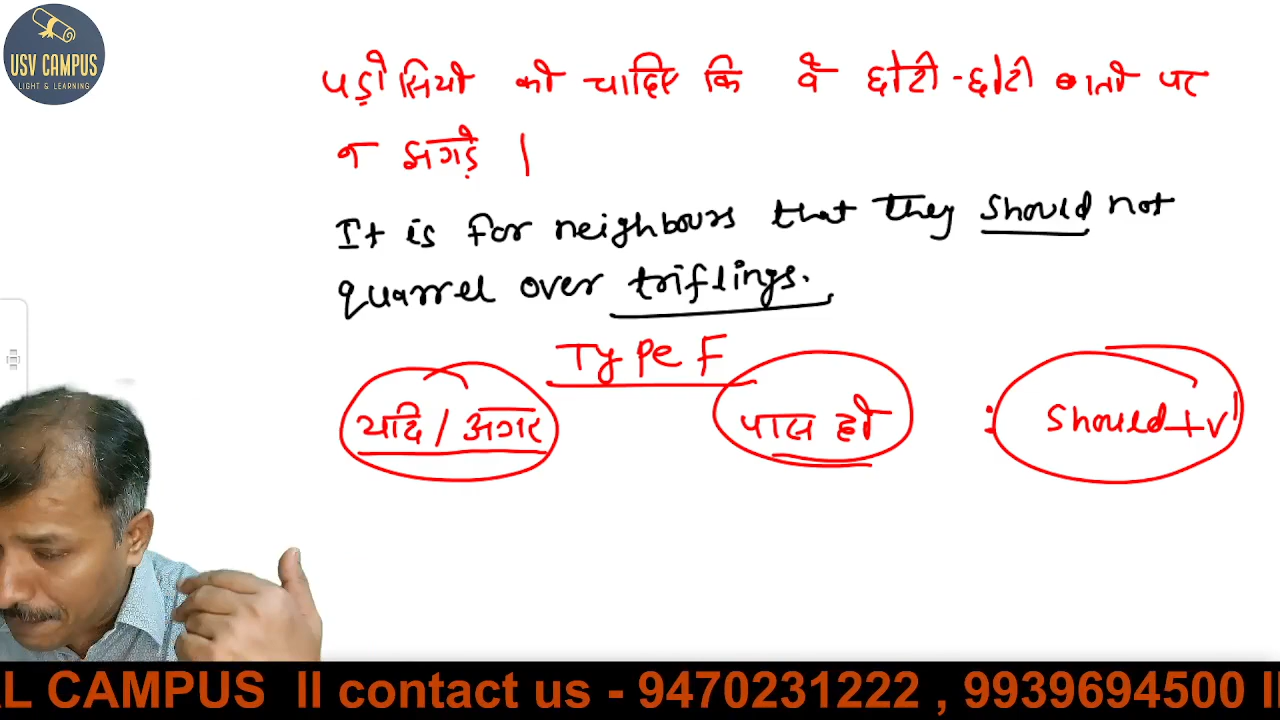 USV CAMPUS
LIGHT & LEARNING
पड़ोसियो को चाहिए कि वे छोटी-छोटी बातो पर
न झगड़े |
It is for neighbours that they should not
quarrel over triflings.
Type F
यदि / अगर पास हो : Should + V¹
AL CAMPUS II contact us - 9470231222 , 9939694500 II